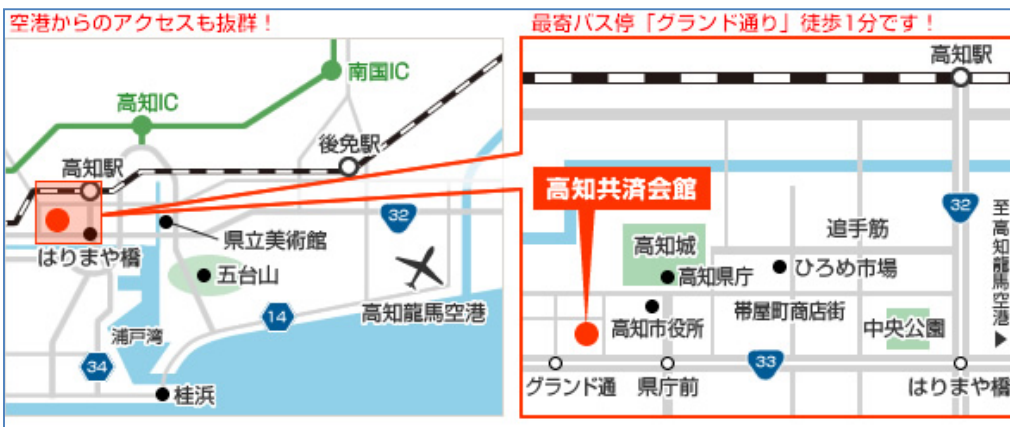 空港からのアクセスも抜群！
南国IC
高知IC
後免駅
高知駅
32
県立美術館
はりまや橋
五台山
高知龍馬空港
14
浦戸湾
34
桂浜
最寄バス停「グランド通り」徒歩1分です！
高知駅
高知共済会館
32
至高知龍馬空港▶
追手筋
高知城
ひろめ市場
高知県庁
帯屋町商店街
高知市役所
中央公園
33
グランド通
県庁前
はりまや橋